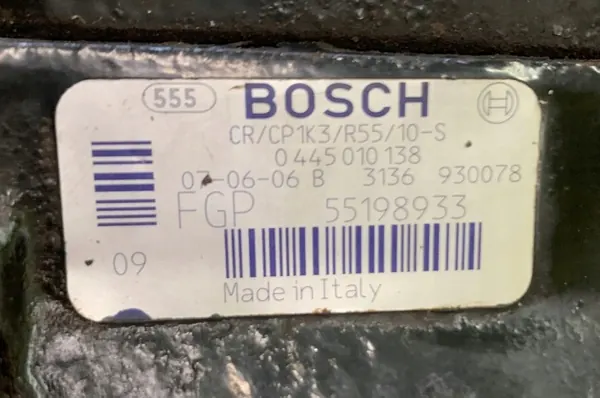 555 BOSCH
CR/CP1K3/R55/10-S
0 445 010 138
07-06-06 B 3136 930078
FGP 55198933
09
Made in Italy